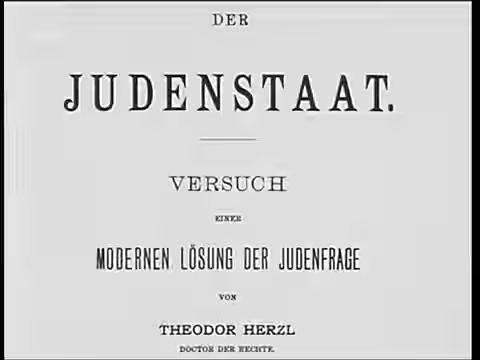 DER
JUDENSTAAT.
VERSUCH
EINER
MODERNEN LÖSUNG DER JUDENFRAGE
VON
THEODOR HERZL
DOCTOR DER RECHTE.